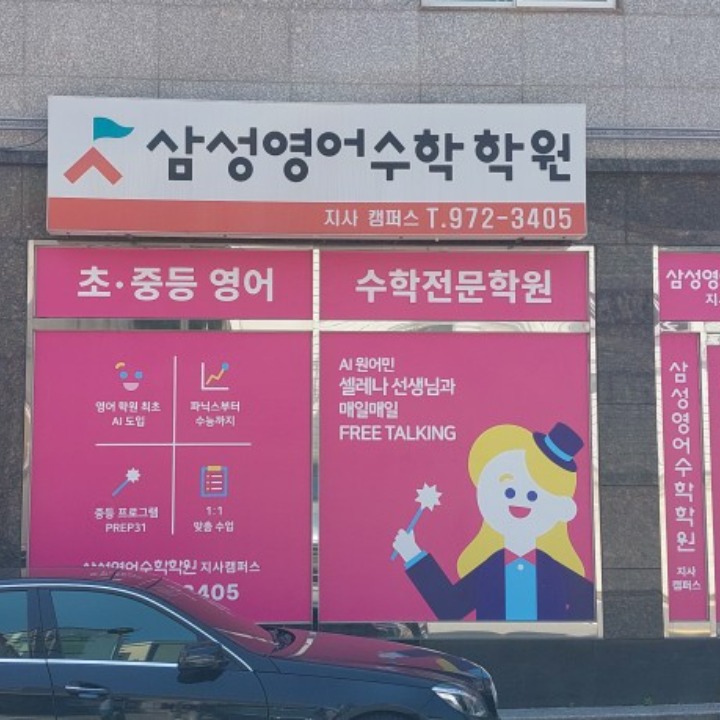 삼성영어수학 학원
지사 캠퍼스 T.972-3405
초·중등 영어
수학전문학원
영어 학원 최초
AI 도입
파닉스부터
수능까지
중등 프로그램
PREP31
1:1
맞춤 수업
삼성영어수학학원 지사캠퍼스
3405
AI 원어민
셀레나 선생님과
매일매일
FREE TALKING
삼성영
지
삼성영어수학학원
지사
캠퍼스